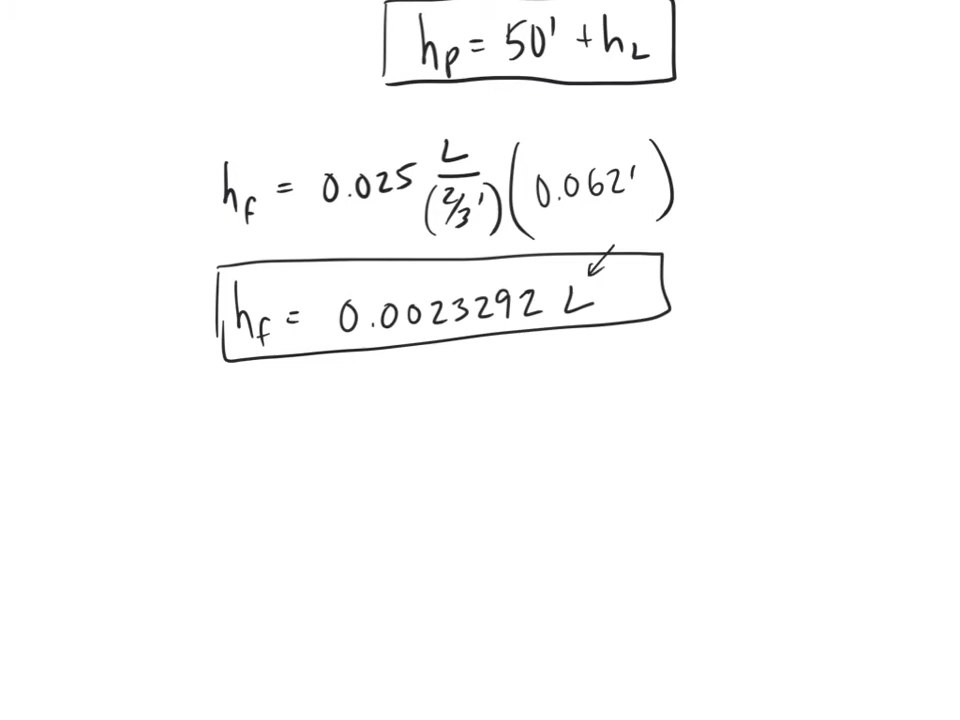 hp = 50' + hL
hf = 0.025 L/(2/3') (0.062')
hf = 0.0023292 L